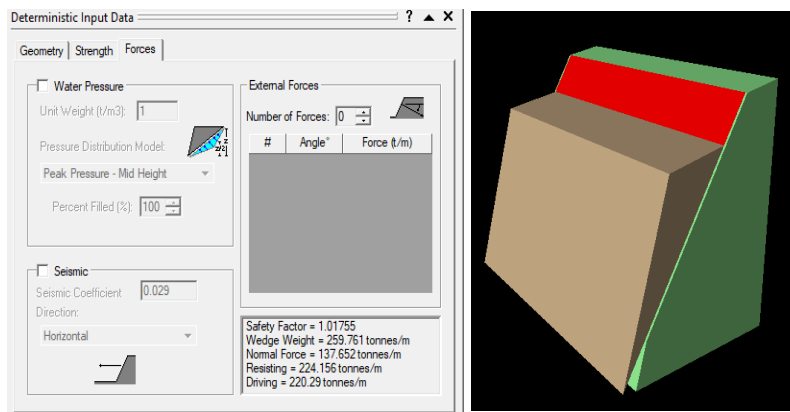 Deterministic Input Data ? ▲ X
Geometry Strength Forces
Water Pressure
Unit Weight (t/m3): 1
Pressure Distribution Model:
Peak Pressure - Mid Height
Percent Filled (%): 100
Seismic
Seismic Coefficient 0.029
Direction:
Horizontal
External Forces
Number of Forces: 0
# Angle° Force (t/m)
Safety Factor = 1.01755
Wedge Weight = 259.761 tonnes/m
Normal Force = 137.652 tonnes/m
Resisting = 224.156 tonnes/m
Driving = 220.29 tonnes/m